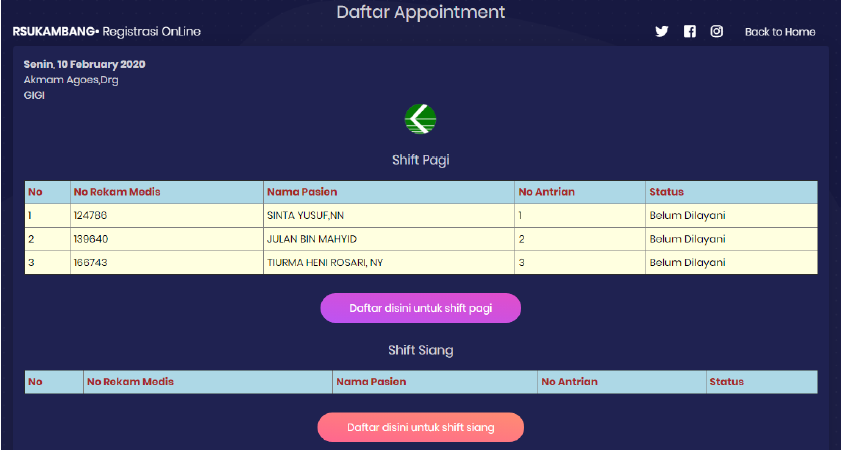 Daftar Appointment
RSUKAMBANG• Registrasi OnLine
Back to Home
Senin, 10 February 2020
Akmam Agoes,Drg
GIGI
Shift Pagi
No No Rekam Medis Nama Pasien No Antrian Status
1 124786 SINTA YUSUF,NN 1 Belum Dilayani
2 139640 JULAN BIN MAHYID 2 Belum Dilayani
3 166743 TIURMA HENI ROSARI, NY 3 Belum Dilayani
Daftar disini untuk shift pagi
Shift Siang
No No Rekam Medis Nama Pasien No Antrian Status
Daftar disini untuk shift siang